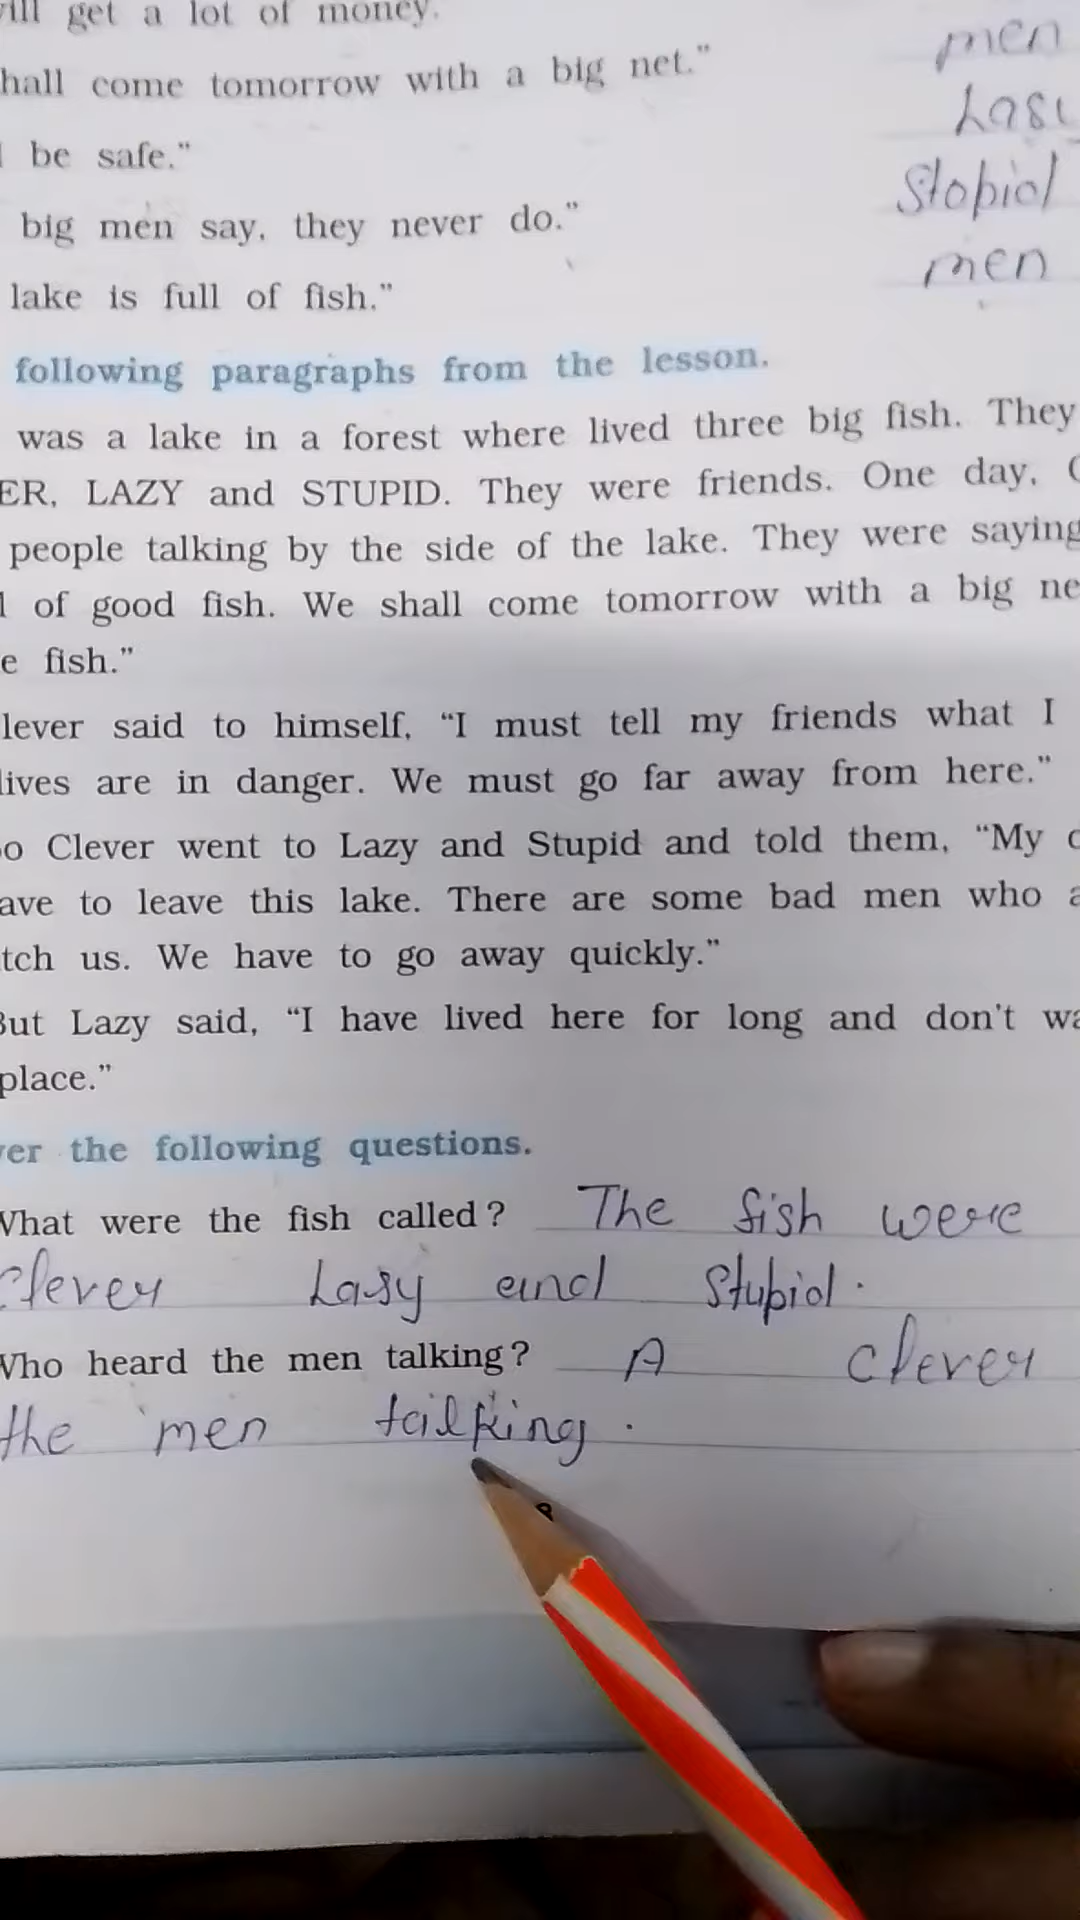 will get a lot of money.
men
hall come tomorrow with a big net."
Lasy
be safe."
Stopid
big men say, they never do."
men
lake is full of fish."
following paragraphs from the lesson.
was a lake in a forest where lived three big fish. They
ER, LAZY and STUPID. They were friends. One day, C
people talking by the side of the lake. They were saying
l of good fish. We shall come tomorrow with a big ne
e fish."
lever said to himself, "I must tell my friends what I
lives are in danger. We must go far away from here."
So Clever went to Lazy and Stupid and told them, "My d
ave to leave this lake. There are some bad men who a
tch us. We have to go away quickly."
But Lazy said, "I have lived here for long and don't wa
place."
er the following questions.
What were the fish called? The fish were
Clever Lasy and Stupid.
Who heard the men talking? A Clever
the men talking.